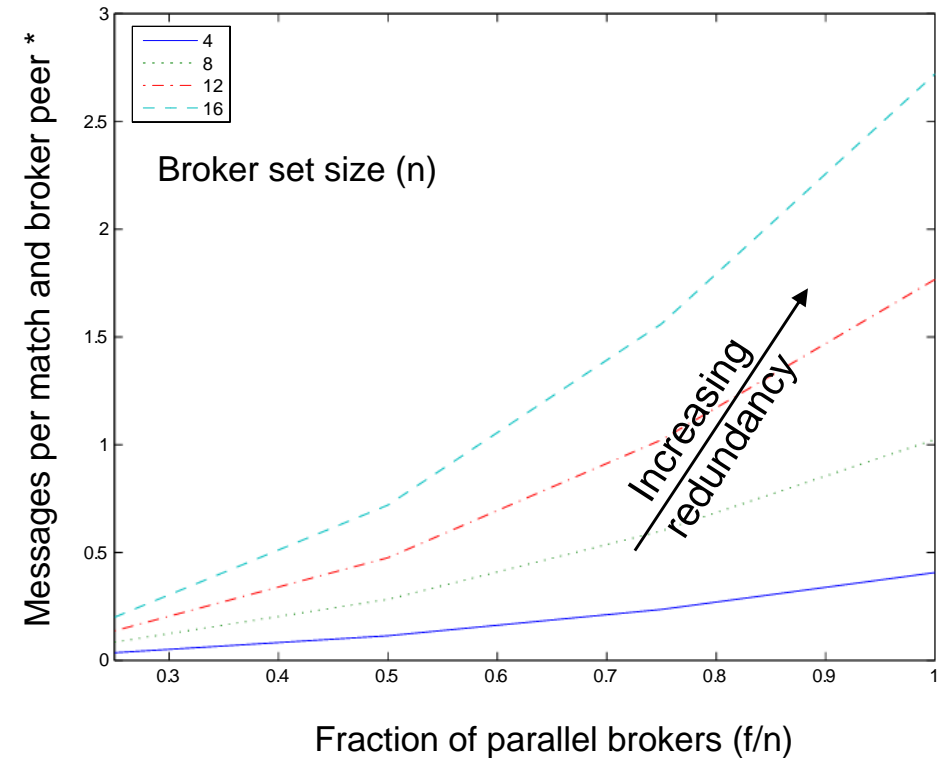 Messages per match and broker peer *
3
2.5
2
1.5
1
0.5
0
4
8
12
16
Broker set size (n)
Increasing
redundancy
0.3 0.4 0.5 0.6 0.7 0.8 0.9 1
Fraction of parallel brokers (f/n)